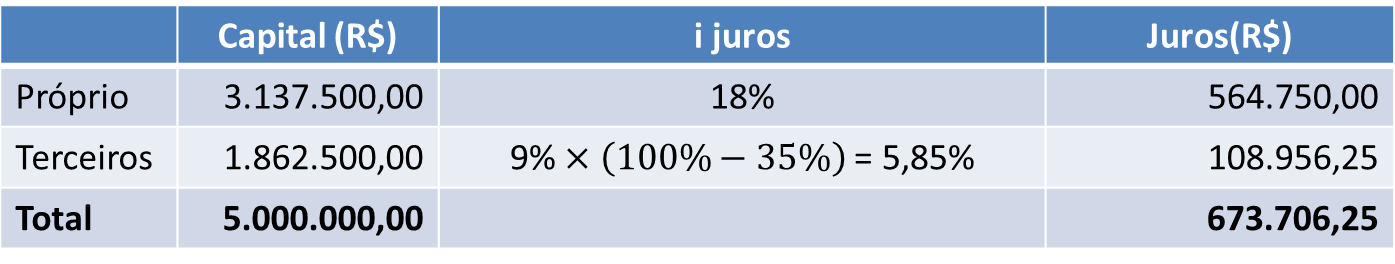 Capital (R$) i juros Juros(R$)
Próprio 3.137.500,00 18% 564.750,00
Terceiros 1.862.500,00 9% × (100% − 35%) = 5,85% 108.956,25
Total 5.000.000,00 673.706,25